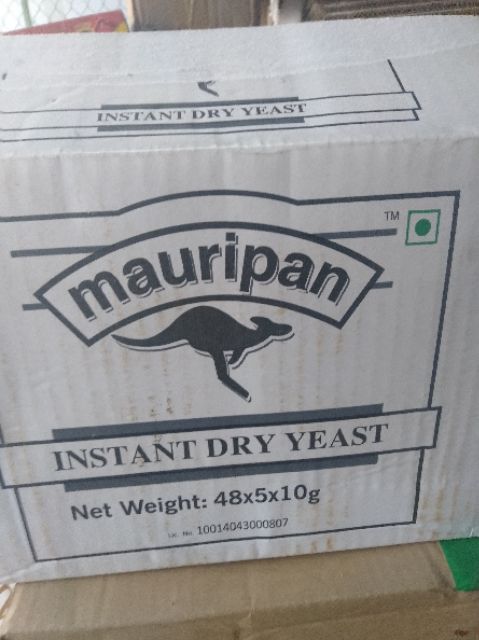 INSTANT DRY YEAST
TM
mauripan
INSTANT DRY YEAST
Net Weight: 48x5x10g
Lic. No. 10014043000807